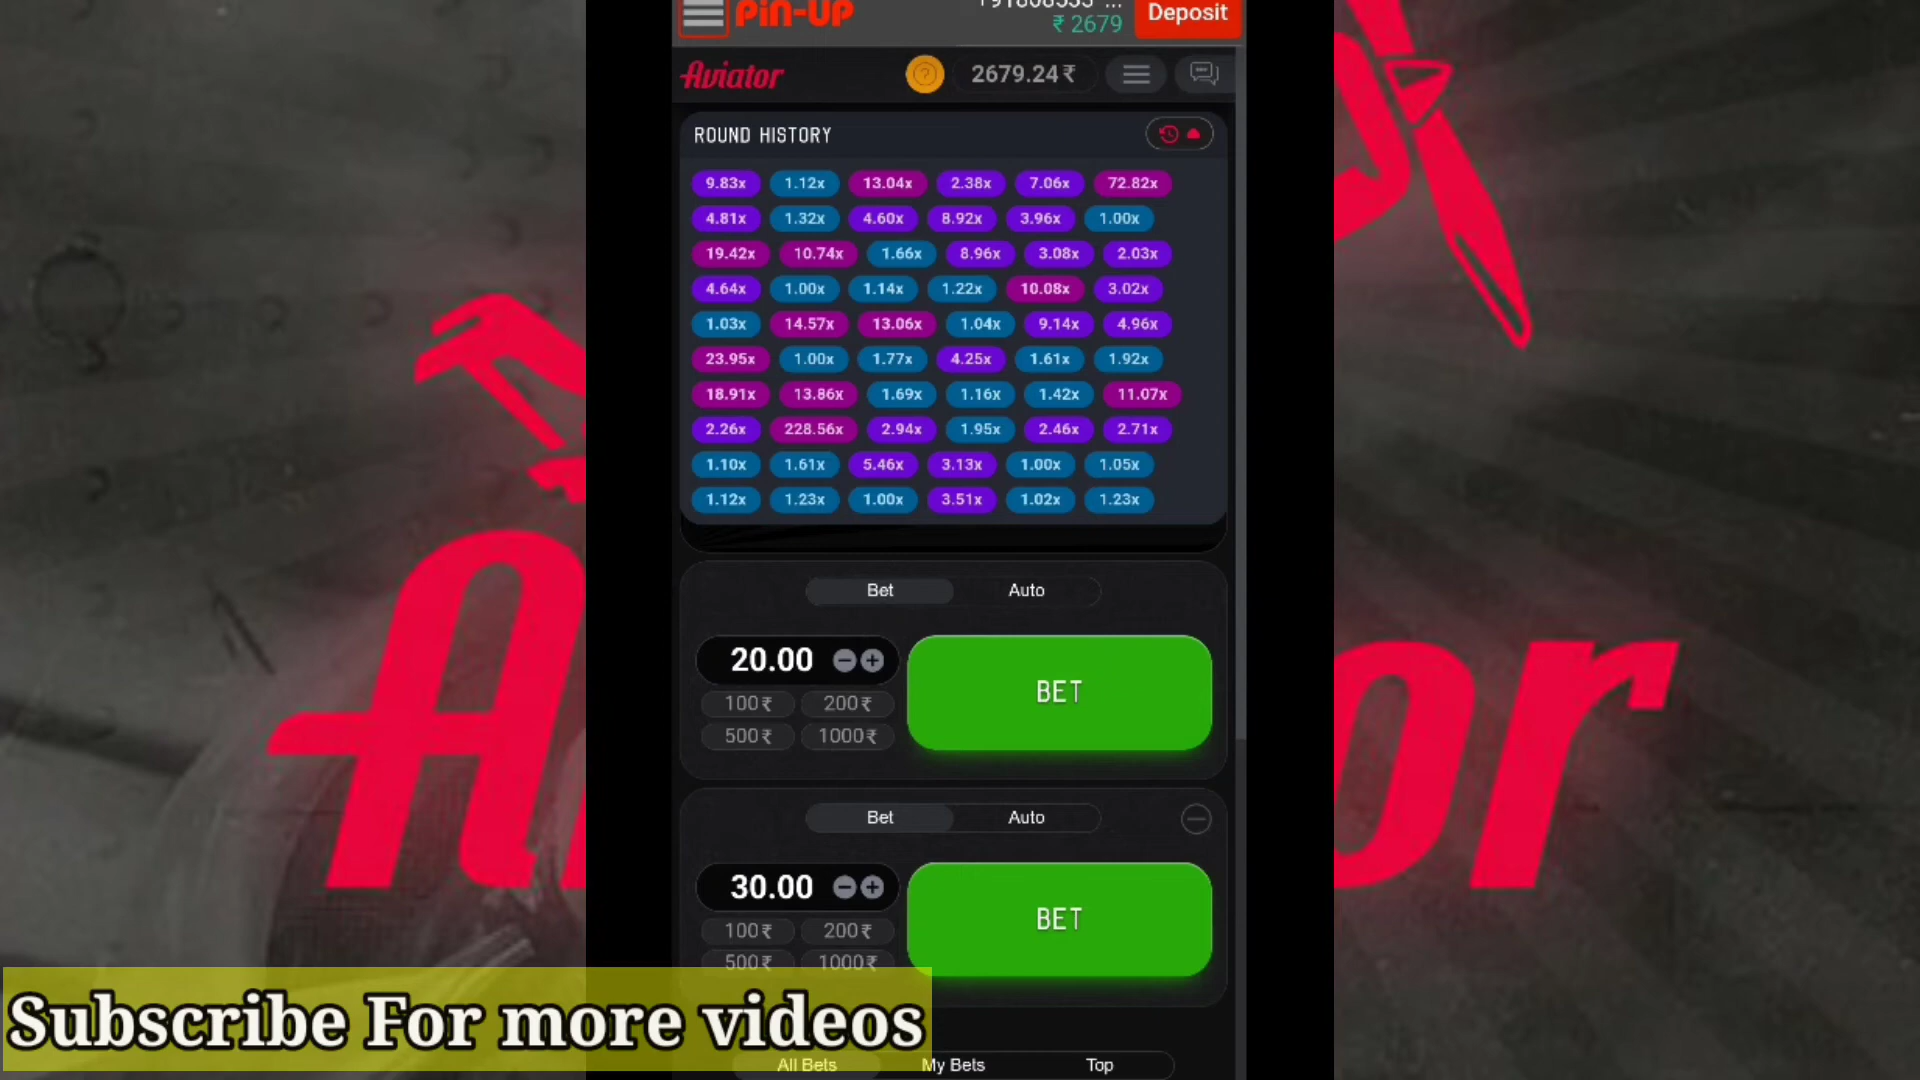 PiN-UP
₹ 2679
Deposit
Aviator
2679.24₹
ROUND HISTORY
9.83x 1.12x 13.04x 2.38x 7.06x 72.82x
4.81x 1.32x 4.60x 8.92x 3.96x 1.00x
19.42x 10.74x 1.66x 8.96x 3.08x 2.03x
4.64x 1.00x 1.14x 1.22x 10.08x 3.02x
1.03x 14.57x 13.06x 1.04x 9.14x 4.96x
23.95x 1.00x 1.77x 4.25x 1.61x 1.92x
18.91x 13.86x 1.69x 1.16x 1.42x 11.07x
2.26x 228.56x 2.94x 1.95x 2.46x 2.71x
1.10x 1.61x 5.46x 3.13x 1.00x 1.05x
1.12x 1.23x 1.00x 3.51x 1.02x 1.23x
Bet Auto
20.00
BET
100₹ 200₹
500₹ 1000₹
Bet Auto
30.00
BET
100₹ 200₹
500₹ 1000₹
Subscribe For more videos
All Bets My Bets Top